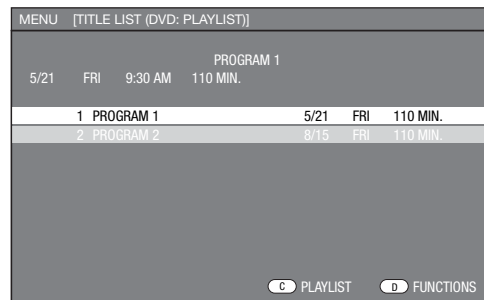 MENU [TITLE LIST (DVD: PLAYLIST)]
PROGRAM 1
5/21 FRI 9:30 AM 110 MIN.
1 PROGRAM 1 5/21 FRI 110 MIN.
2 PROGRAM 2 8/15 FRI 110 MIN.
C PLAYLIST D FUNCTIONS